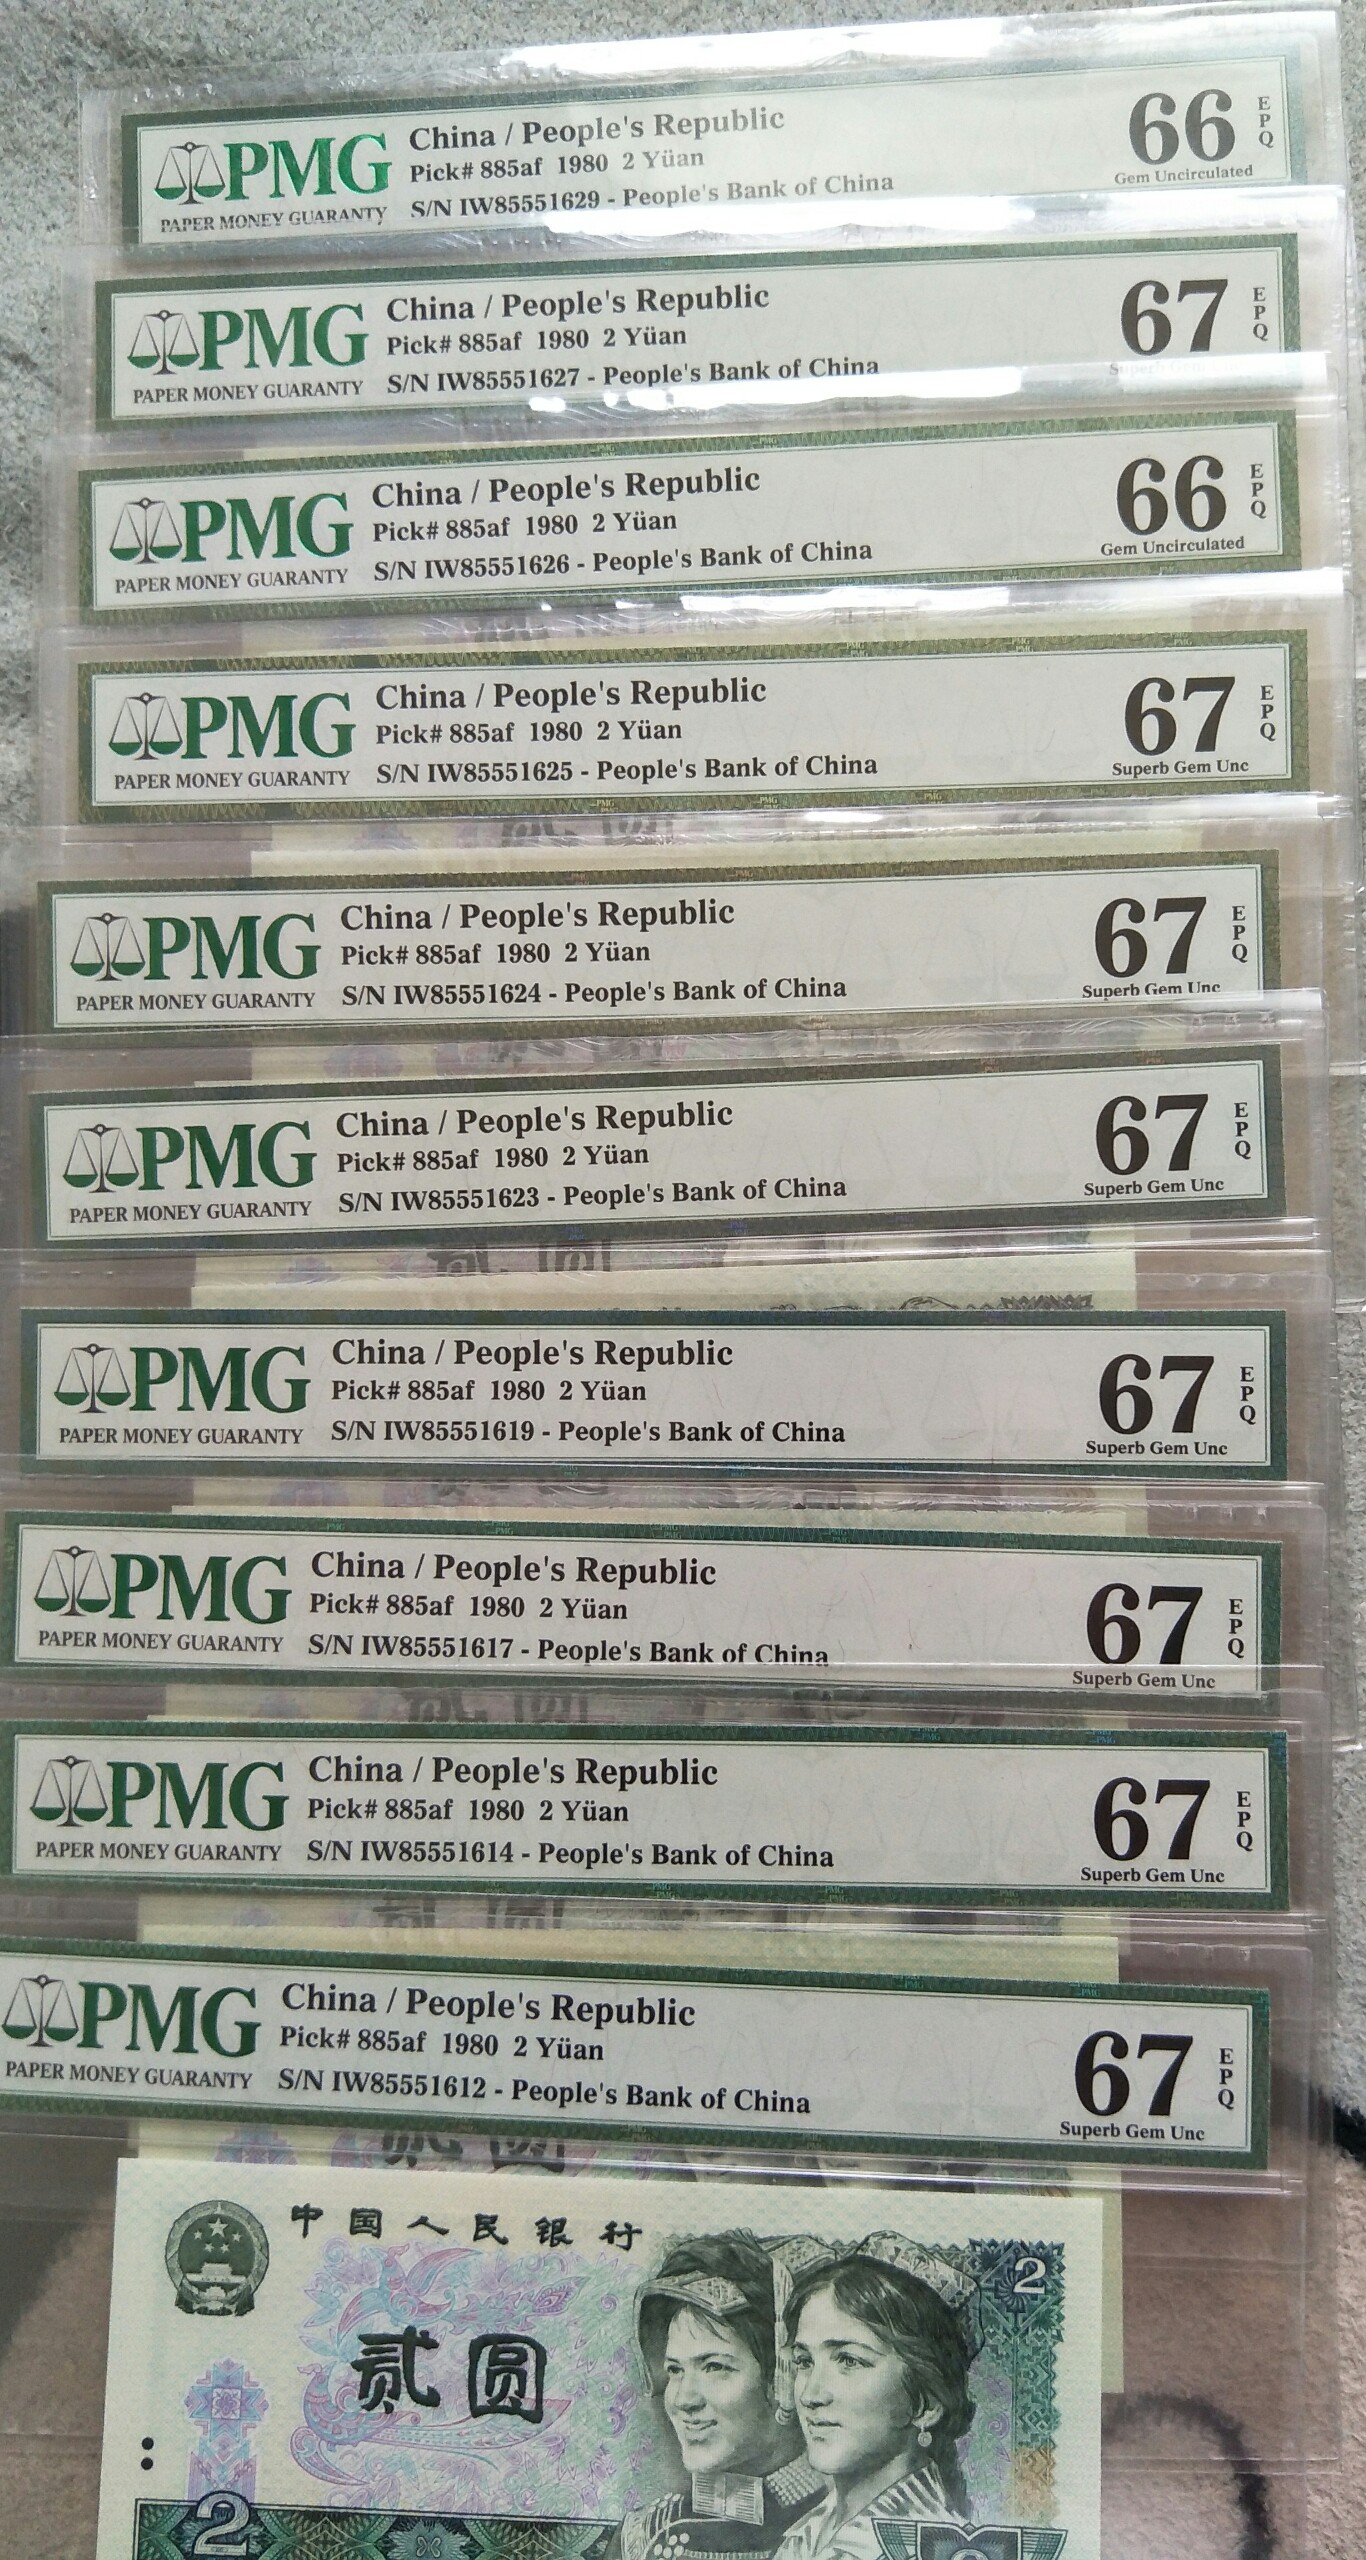 PMG
PAPER MONEY GUARANTY
China / People's Republic
Pick# 885af 1980 2 Yüan
S/N IW85551629 - People's Bank of China
66
EPQ
Gem Uncirculated
PMG
PAPER MONEY GUARANTY
China / People's Republic
Pick# 885af 1980 2 Yüan
S/N IW85551627 - People's Bank of China
67
EPQ
Superb Gem Unc
PMG
PAPER MONEY GUARANTY
China / People's Republic
Pick# 885af 1980 2 Yüan
S/N IW85551626 - People's Bank of China
66
EPQ
Gem Uncirculated
PMG
PAPER MONEY GUARANTY
China / People's Republic
Pick# 885af 1980 2 Yüan
S/N IW85551625 - People's Bank of China
67
EPQ
Superb Gem Unc
PMG
PAPER MONEY GUARANTY
China / People's Republic
Pick# 885af 1980 2 Yüan
S/N IW85551624 - People's Bank of China
67
EPQ
Superb Gem Unc
PMG
PAPER MONEY GUARANTY
China / People's Republic
Pick# 885af 1980 2 Yüan
S/N IW85551623 - People's Bank of China
67
EPQ
Superb Gem Unc
PMG
PAPER MONEY GUARANTY
China / People's Republic
Pick# 885af 1980 2 Yüan
S/N IW85551619 - People's Bank of China
67
EPQ
Superb Gem Unc
PMG
PAPER MONEY GUARANTY
China / People's Republic
Pick# 885af 1980 2 Yüan
S/N IW85551617 - People's Bank of China
67
EPQ
Superb Gem Unc
PMG
PAPER MONEY GUARANTY
China / People's Republic
Pick# 885af 1980 2 Yüan
S/N IW85551614 - People's Bank of China
67
EPQ
Superb Gem Unc
PMG
PAPER MONEY GUARANTY
China / People's Republic
Pick# 885af 1980 2 Yüan
S/N IW85551612 - People's Bank of China
67
EPQ
Superb Gem Unc
贰圆
中国人民银行
2
贰圆
2